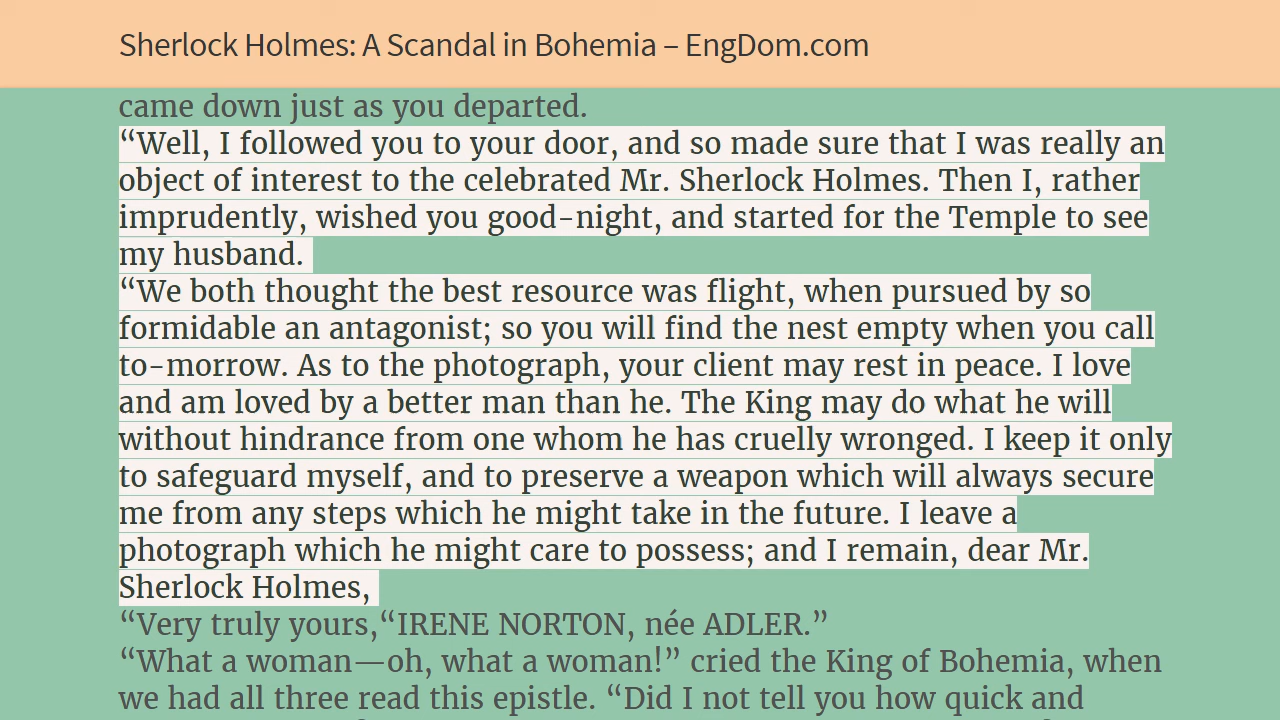 Sherlock Holmes: A Scandal in Bohemia – EngDom.com
came down just as you departed.
“Well, I followed you to your door, and so made sure that I was really an
object of interest to the celebrated Mr. Sherlock Holmes. Then I, rather
imprudently, wished you good-night, and started for the Temple to see
my husband.
“We both thought the best resource was flight, when pursued by so
formidable an antagonist; so you will find the nest empty when you call
to-morrow. As to the photograph, your client may rest in peace. I love
and am loved by a better man than he. The King may do what he will
without hindrance from one whom he has cruelly wronged. I keep it only
to safeguard myself, and to preserve a weapon which will always secure
me from any steps which he might take in the future. I leave a
photograph which he might care to possess; and I remain, dear Mr.
Sherlock Holmes,
“Very truly yours,“IRENE NORTON, née ADLER.”
“What a woman—oh, what a woman!” cried the King of Bohemia, when
we had all three read this epistle. “Did I not tell you how quick and